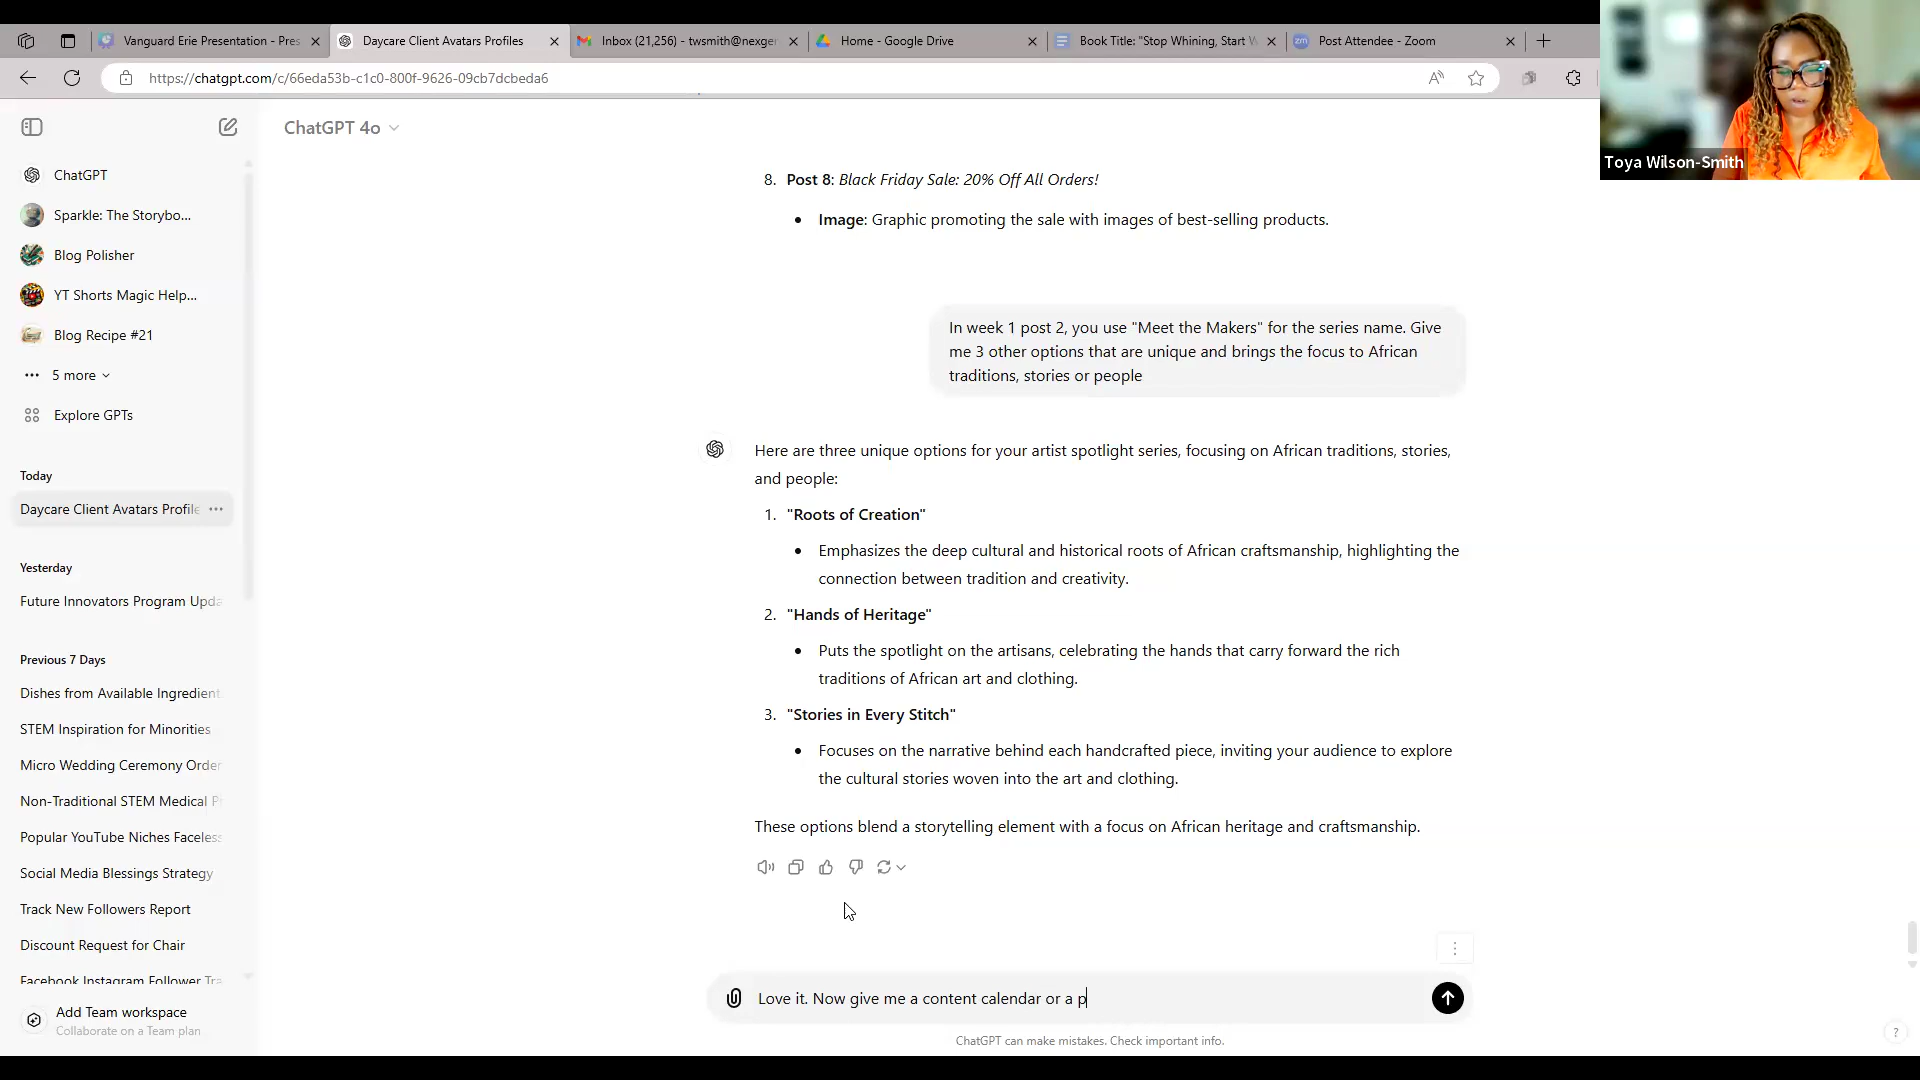 Vanguard Erie Presentation - Pres
Daycare Client Avatars Profiles
Inbox (21,256) - twsmith@nexger
Home - Google Drive
Book Title: "Stop Whining, Start W
Post Attendee - Zoom
https://chatgpt.com/c/66eda53b-c1c0-800f-9626-09cb7dcbeda6
Toya Wilson-Smith
ChatGPT 4o
ChatGPT
Sparkle: The Storybo...
Blog Polisher
YT Shorts Magic Help...
Blog Recipe #21
5 more
Explore GPTs
Today
Daycare Client Avatars Profile
Yesterday
Future Innovators Program Upda
Previous 7 Days
Dishes from Available Ingredient
STEM Inspiration for Minorities
Micro Wedding Ceremony Order
Non-Traditional STEM Medical P
Popular YouTube Niches Faceless
Social Media Blessings Strategy
Track New Followers Report
Discount Request for Chair
Facebook Instagram Follower Tra
Add Team workspace
Collaborate on a Team plan
8. Post 8: Black Friday Sale: 20% Off All Orders!
• Image: Graphic promoting the sale with images of best-selling products.
In week 1 post 2, you use "Meet the Makers" for the series name. Give
me 3 other options that are unique and brings the focus to African
traditions, stories or people
Here are three unique options for your artist spotlight series, focusing on African traditions, stories,
and people:
1. "Roots of Creation"
• Emphasizes the deep cultural and historical roots of African craftsmanship, highlighting the
connection between tradition and creativity.
2. "Hands of Heritage"
• Puts the spotlight on the artisans, celebrating the hands that carry forward the rich
traditions of African art and clothing.
3. "Stories in Every Stitch"
• Focuses on the narrative behind each handcrafted piece, inviting your audience to explore
the cultural stories woven into the art and clothing.
These options blend a storytelling element with a focus on African heritage and craftsmanship.
Love it. Now give me a content calendar or a p
ChatGPT can make mistakes. Check important info.
?